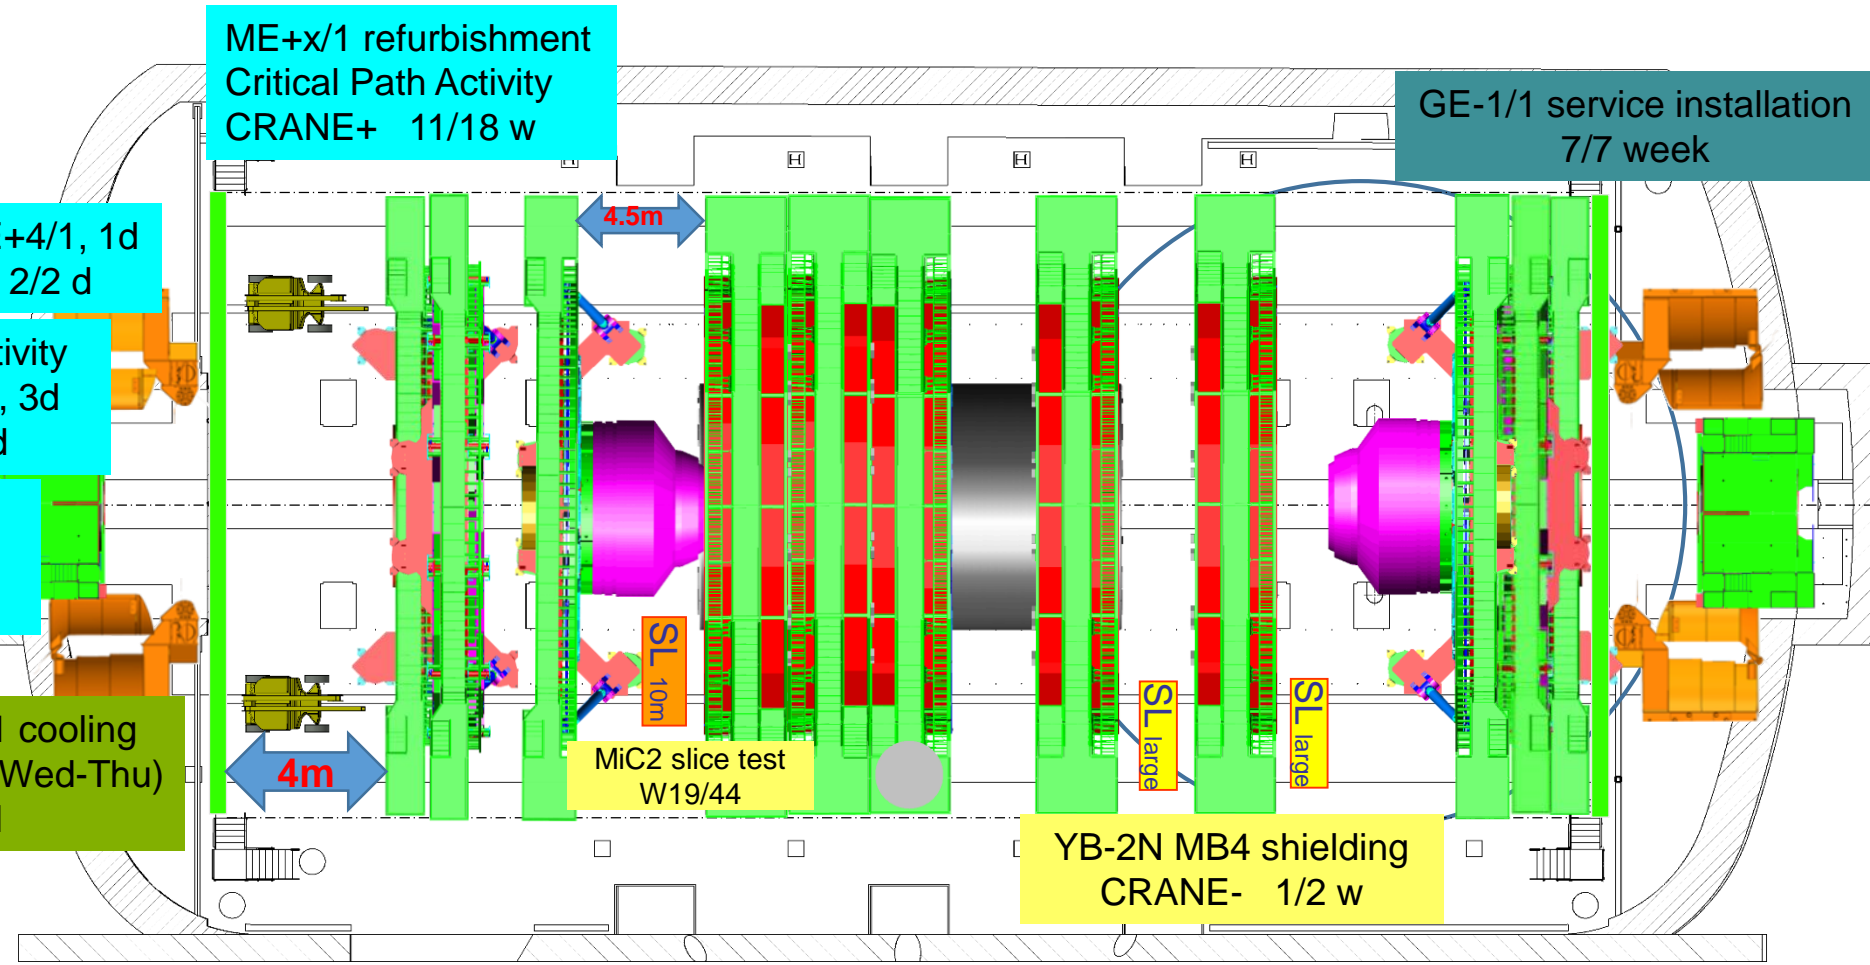 ME+x/1 refurbishment
Critical Path Activity
CRANE+ 11/18 w
GE-1/1 service installation
7/7 week
+4/1, 1d
2/2 d
4.5m
tivity
, 3d
d
H
H
H
H
SL 10m
SL large
SL large
cooling
Wed-Thu)
4m
MiC2 slice test
W19/44
YB-2N MB4 shielding
CRANE- 1/2 w